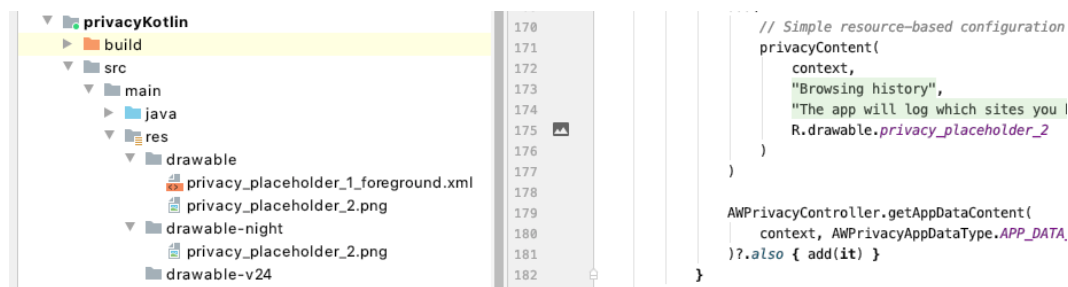 privacyKotlin
build
src
main
java
res
drawable
privacy_placeholder_1_foreground.xml
privacy_placeholder_2.png
drawable-night
privacy_placeholder_2.png
drawable-v24
170 // Simple resource-based configuration
171 privacyContent(
172 context,
173 "Browsing history",
174 "The app will log which sites you
175 R.drawable.privacy_placeholder_2
176 )
177 )
178
179 AWPrivacyController.getAppDataContent(
180 context, AWPrivacyAppDataType.APP_DATA_
181 )?.also { add(it) }
182 }